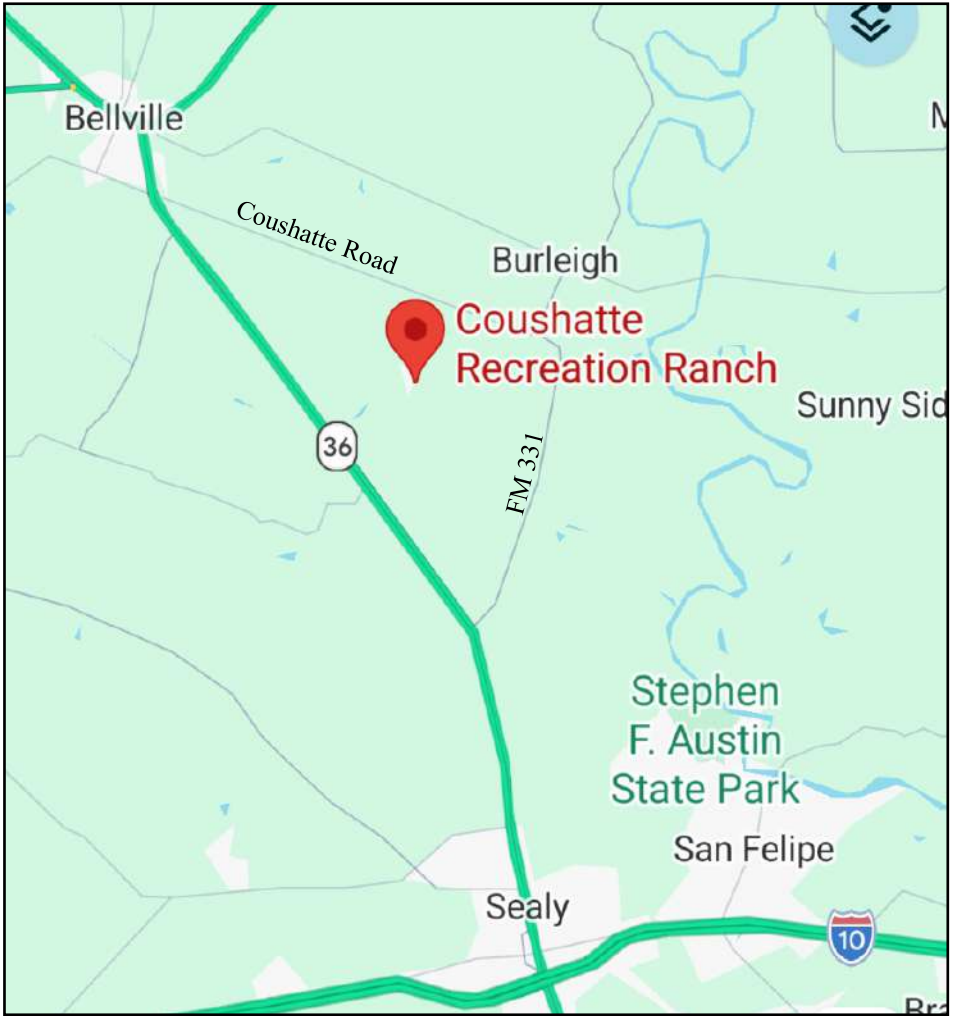 Bellville
Coushatte Road
Burleigh
Coushatte
Recreation Ranch
Sunny Sid
36
FM 331
Stephen
F. Austin
State Park
San Felipe
Sealy
10